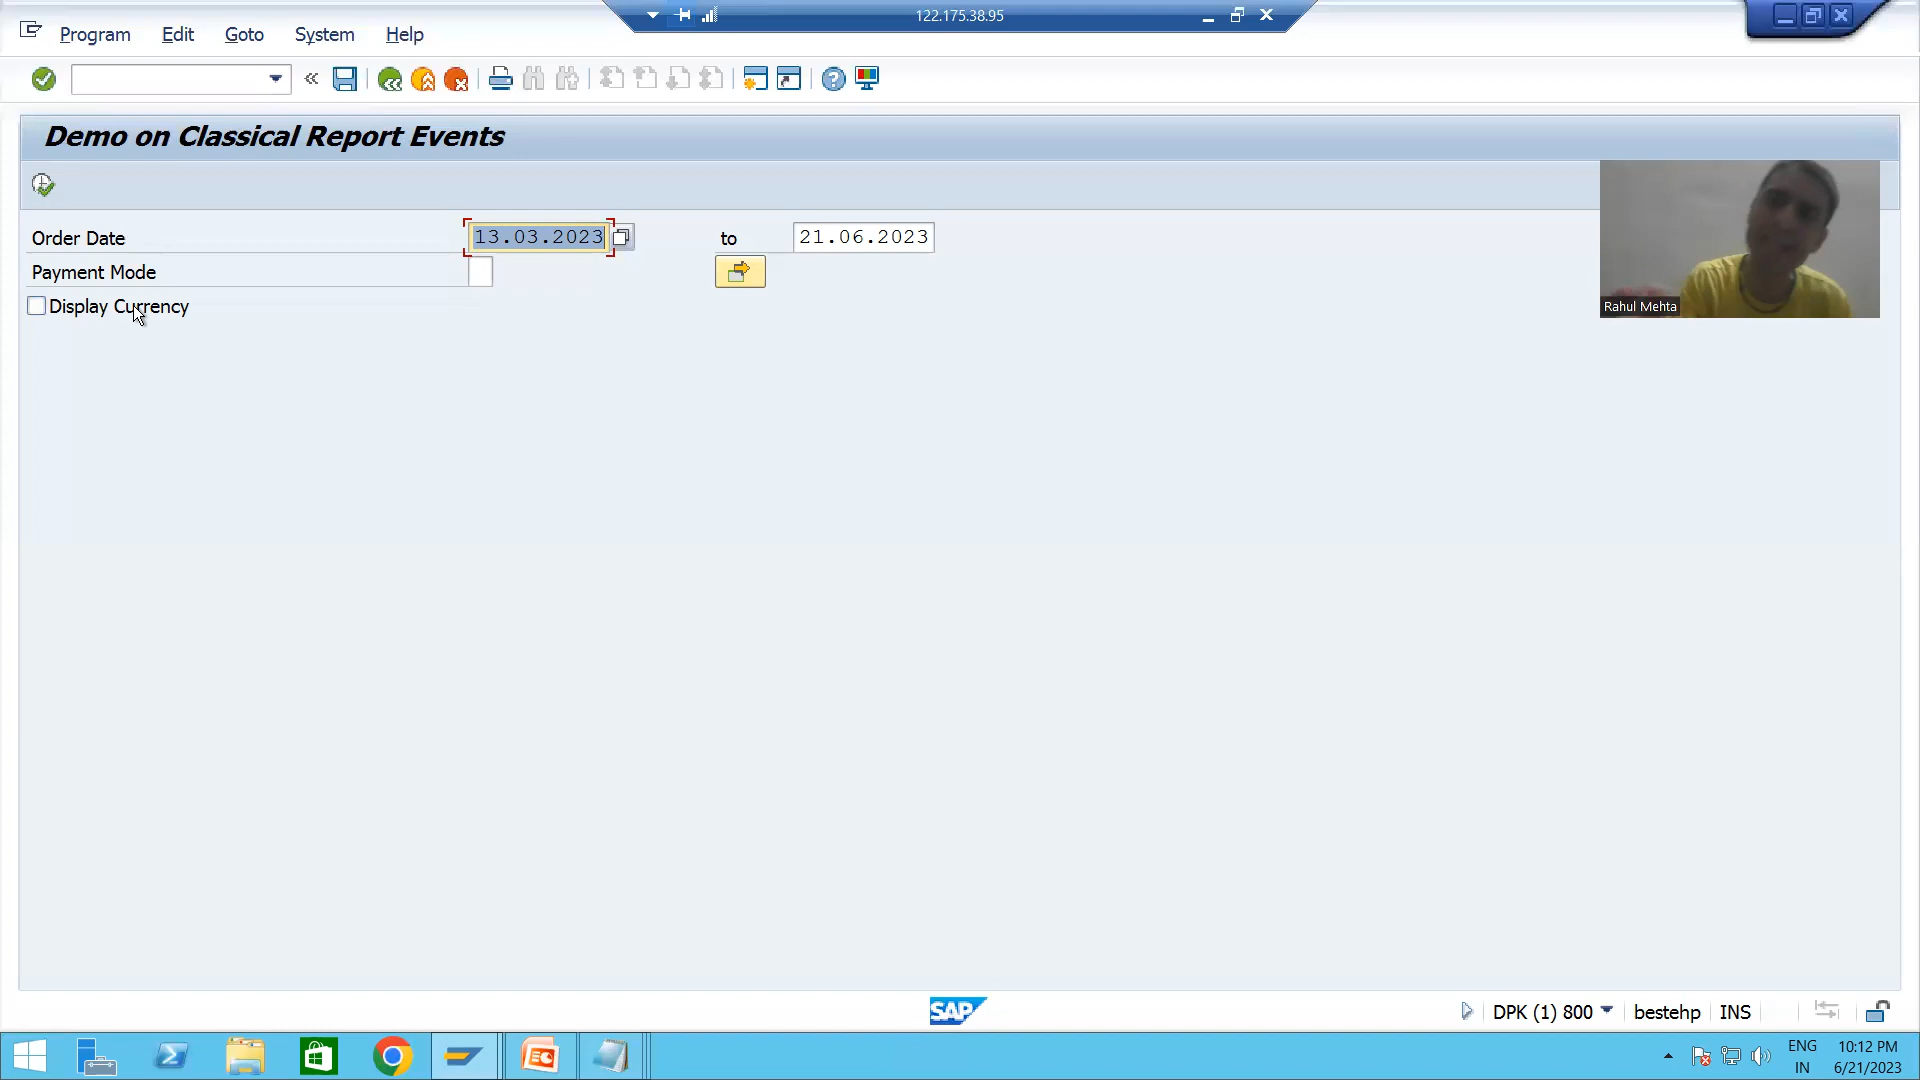 122.175.38.95
Program Edit Goto System Help
Demo on Classical Report Events
Order Date 13.03.2023 to 21.06.2023
Payment Mode
Display Currency
Rahul Mehta
SAP
DPK (1) 800 bestehp INS
ENG 10:12 PM
IN 6/21/2023